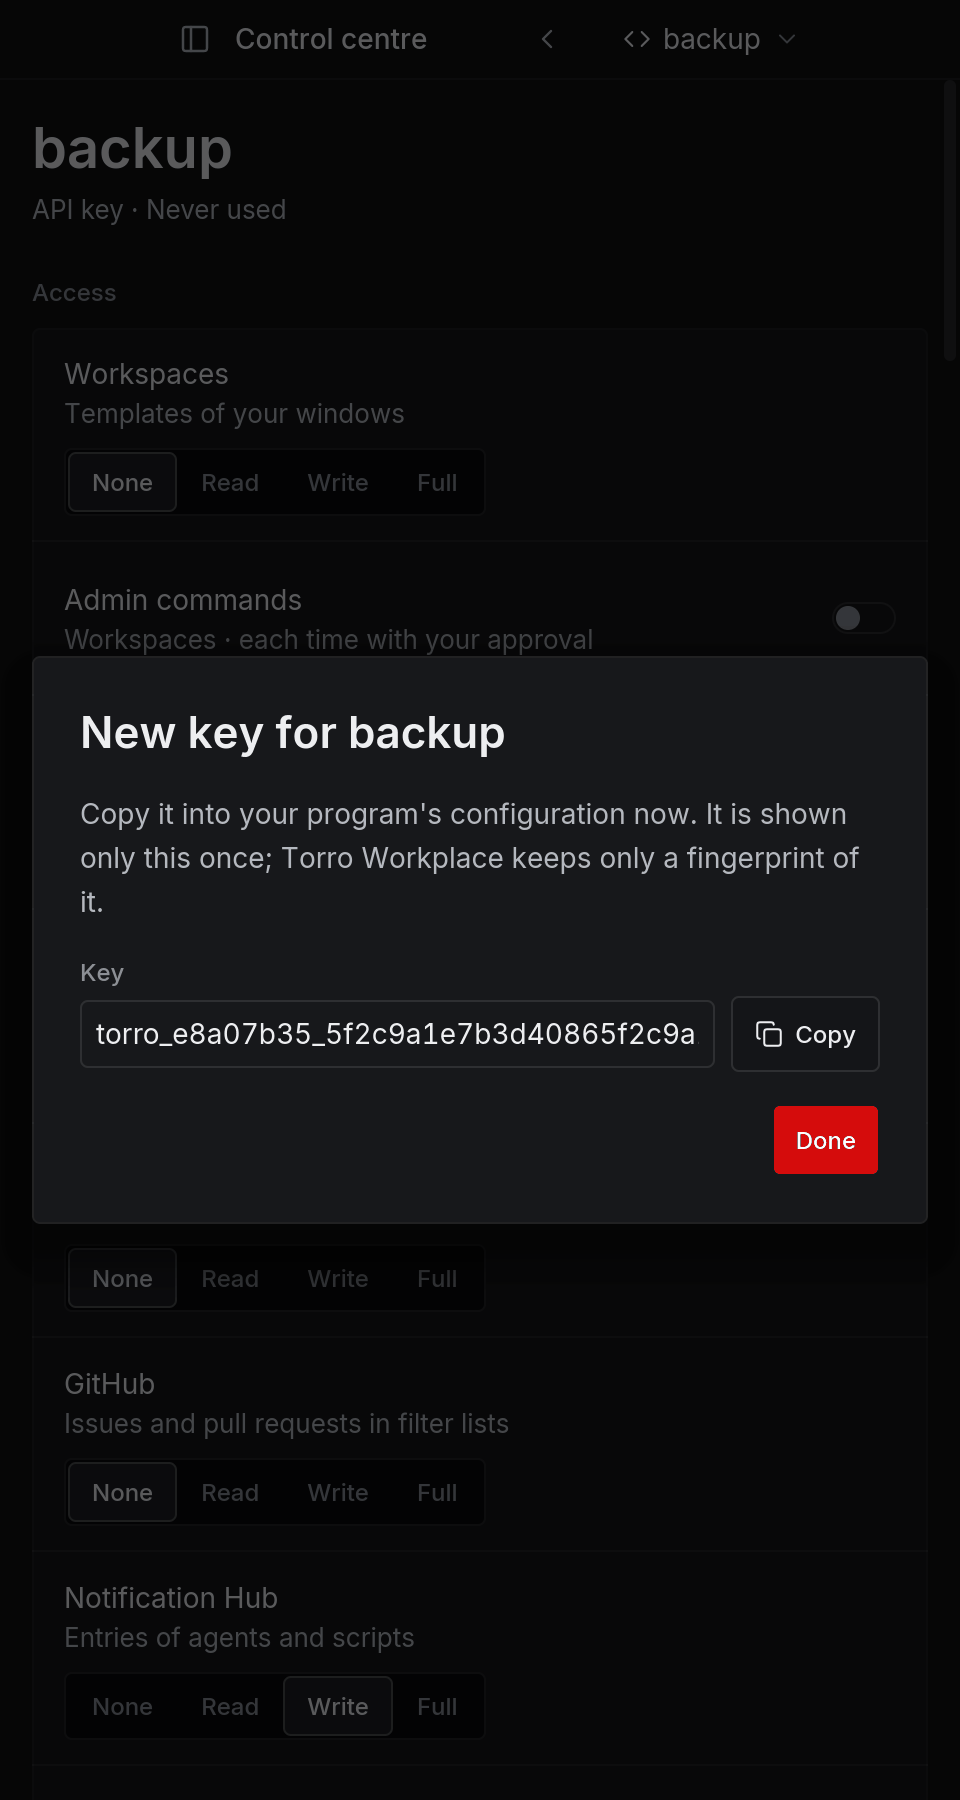 Control centre
backup
backup
API key · Never used
Access
Workspaces
Templates of your windows
None Read Write Full
Admin commands
Workspaces · each time with your approval
New key for backup
Copy it into your program's configuration now. It is shown
only this once; Torro Workplace keeps only a fingerprint of
it.
Key
torro_e8a07b35_5f2c9a1e7b3d40865f2c9a
Copy
Done
None Read Write Full
GitHub
Issues and pull requests in filter lists
None Read Write Full
Notification Hub
Entries of agents and scripts
None Read Write Full